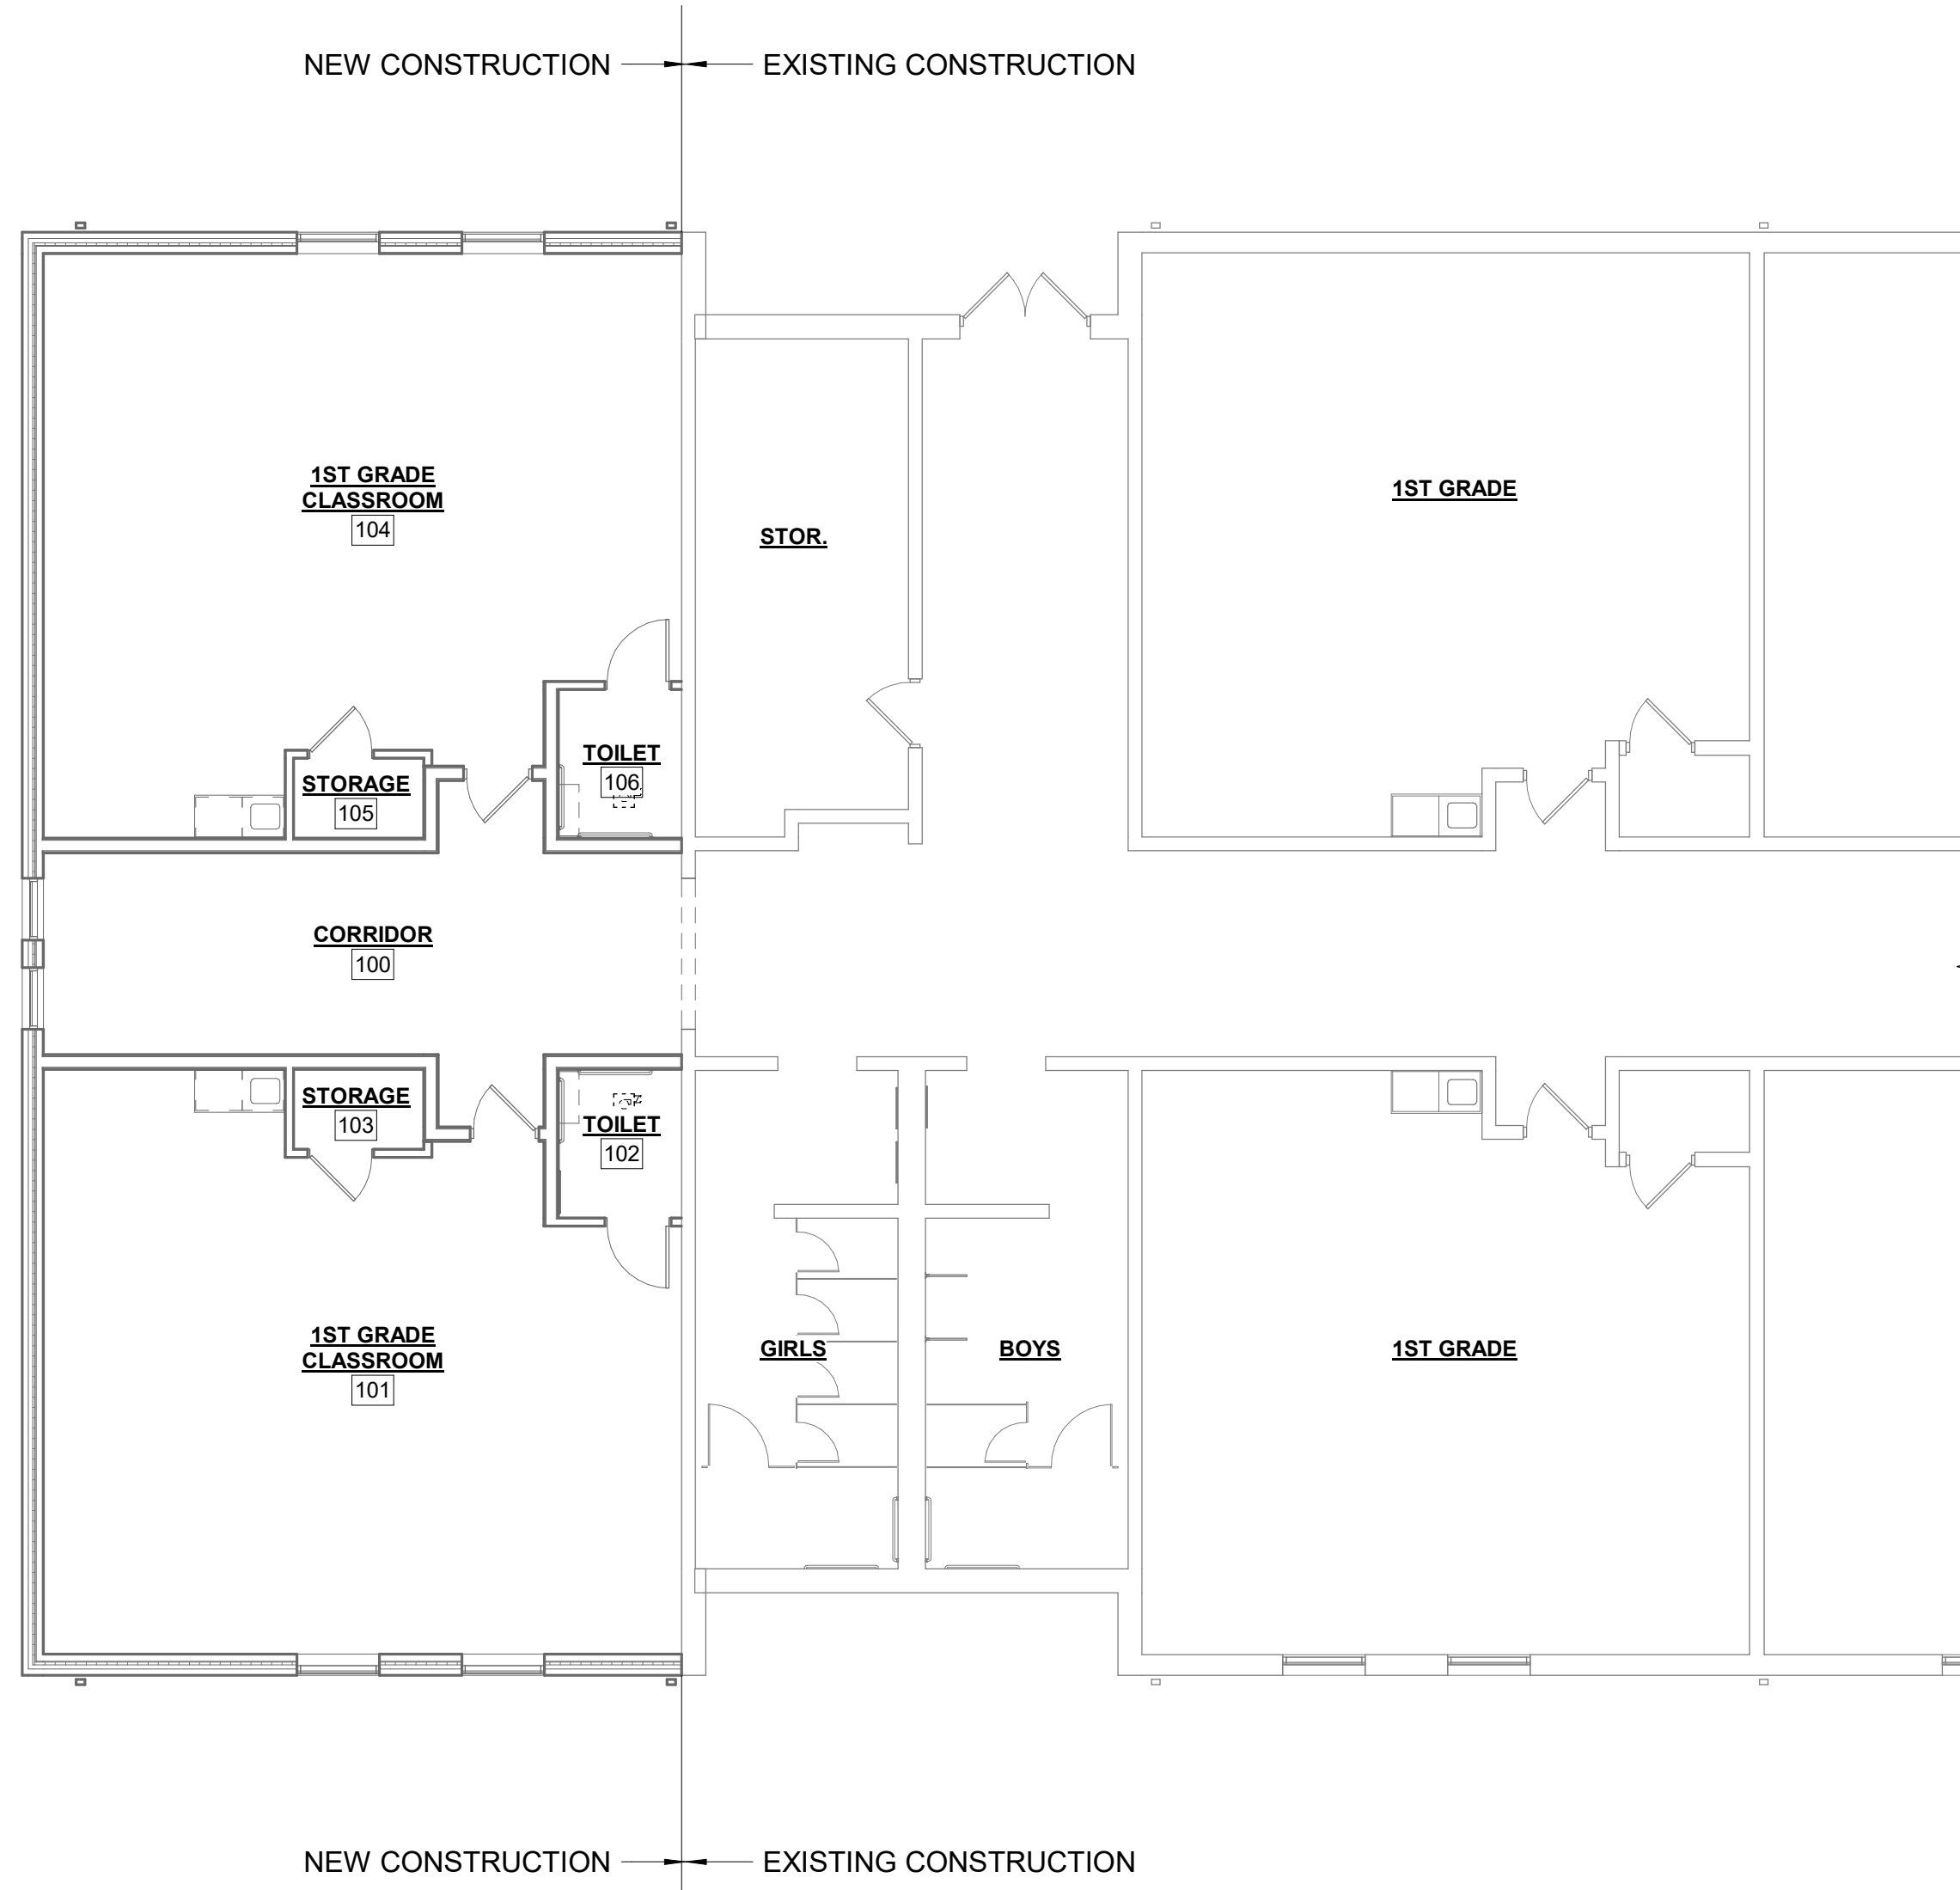 NEW CONSTRUCTION
EXISTING CONSTRUCTION
1ST GRADE
CLASSROOM
104
STOR.
1ST GRADE
TOILET
106
STORAGE
105
CORRIDOR
100
STORAGE
103
TOILET
102
1ST GRADE
CLASSROOM
101
GIRLS
BOYS
1ST GRADE
NEW CONSTRUCTION
EXISTING CONSTRUCTION